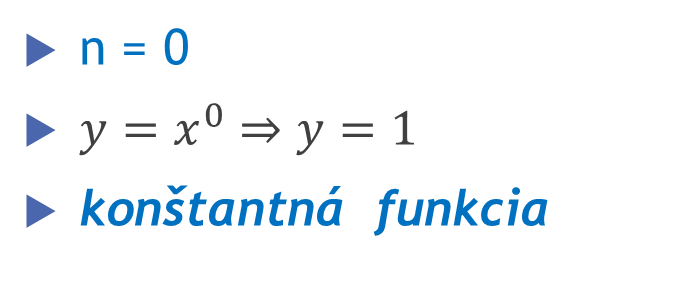 n = 0
y = x⁰ ⇒ y = 1
konštantná funkcia